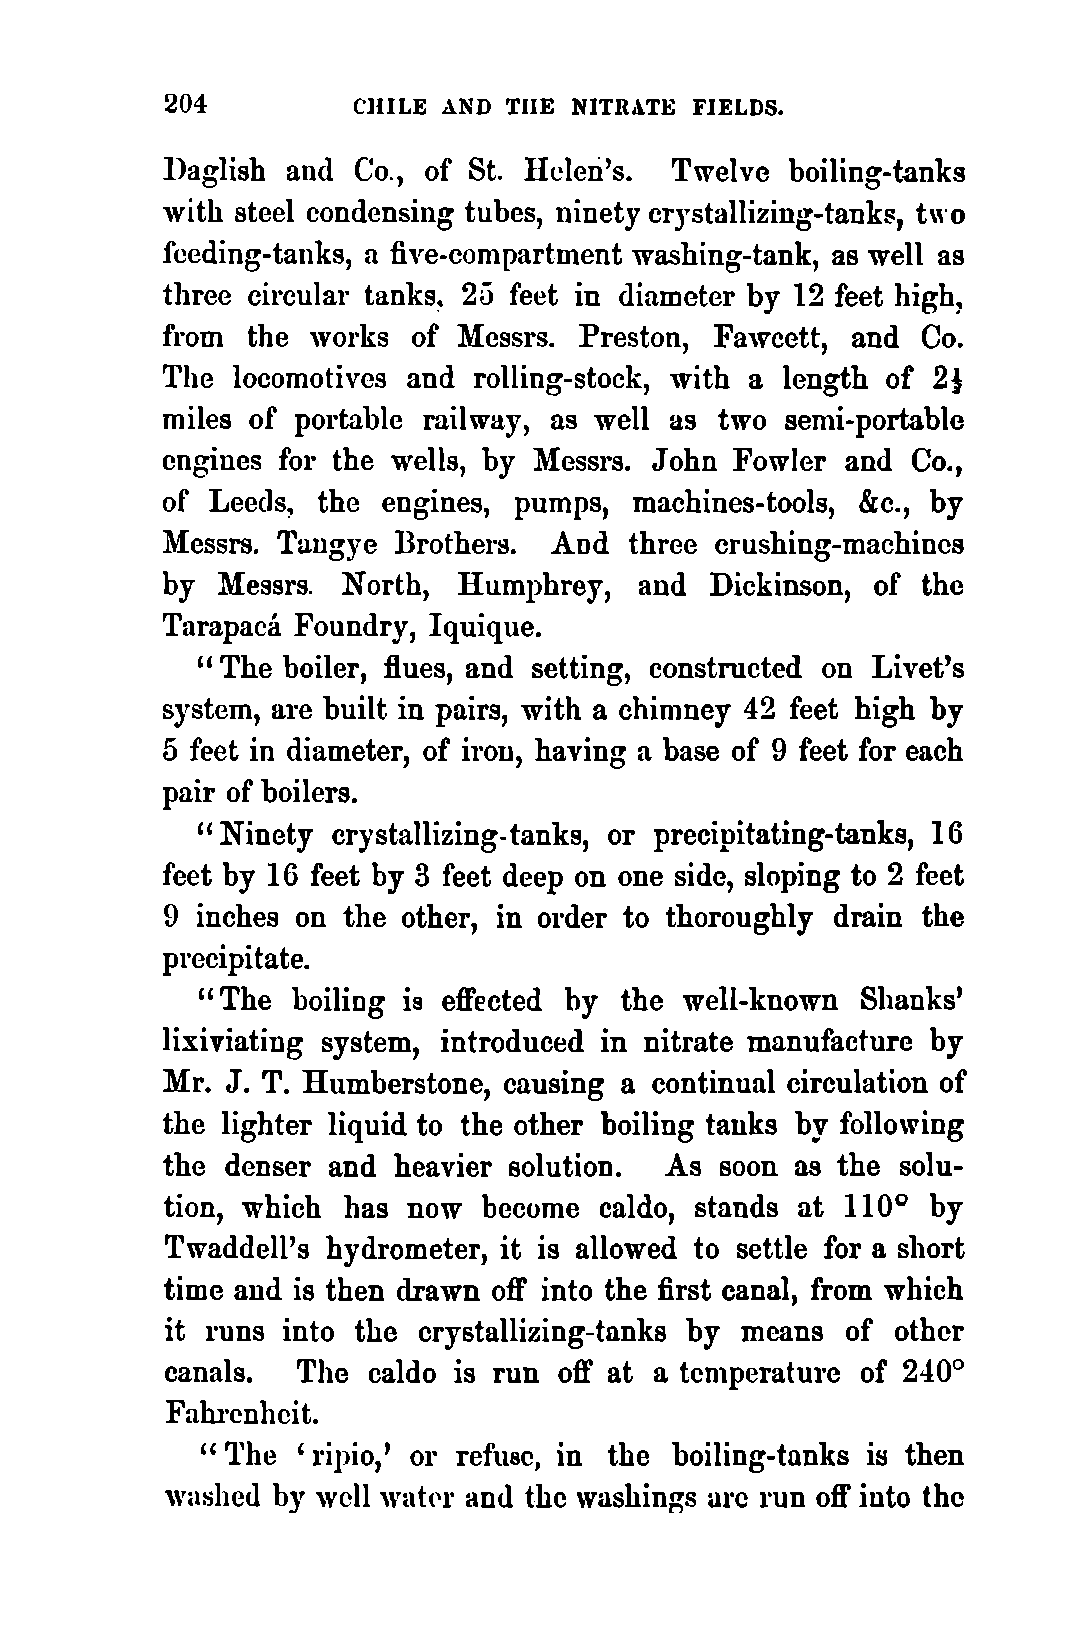 204 CHILE AND THE NITRATE FIELDS.
Daglish and Co., of St. Helen's. Twelve boiling-tanks
with steel condensing tubes, ninety crystallizing-tanks, two
feeding-tanks, a five-compartment washing-tank, as well as
three circular tanks, 25 feet in diameter by 12 feet high,
from the works of Messrs. Preston, Fawcett, and Co.
The locomotives and rolling-stock, with a length of 2½
miles of portable railway, as well as two semi-portable
engines for the wells, by Messrs. John Fowler and Co.,
of Leeds, the engines, pumps, machines-tools, &c., by
Messrs. Tangye Brothers. And three crushing-machines
by Messrs. North, Humphrey, and Dickinson, of the
Tarapacá Foundry, Iquique.
"The boiler, flues, and setting, constructed on Livet's
system, are built in pairs, with a chimney 42 feet high by
5 feet in diameter, of iron, having a base of 9 feet for each
pair of boilers.
"Ninety crystallizing-tanks, or precipitating-tanks, 16
feet by 16 feet by 3 feet deep on one side, sloping to 2 feet
9 inches on the other, in order to thoroughly drain the
precipitate.
"The boiling is effected by the well-known Shanks'
lixiviating system, introduced in nitrate manufacture by
Mr. J. T. Humberstone, causing a continual circulation of
the lighter liquid to the other boiling tanks by following
the denser and heavier solution. As soon as the solu-
tion, which has now become caldo, stands at 110° by
Twaddell's hydrometer, it is allowed to settle for a short
time and is then drawn off into the first canal, from which
it runs into the crystallizing-tanks by means of other
canals. The caldo is run off at a temperature of 240°
Fahrenheit.
"The 'ripio,' or refuse, in the boiling-tanks is then
washed by well water and the washings are run off into the